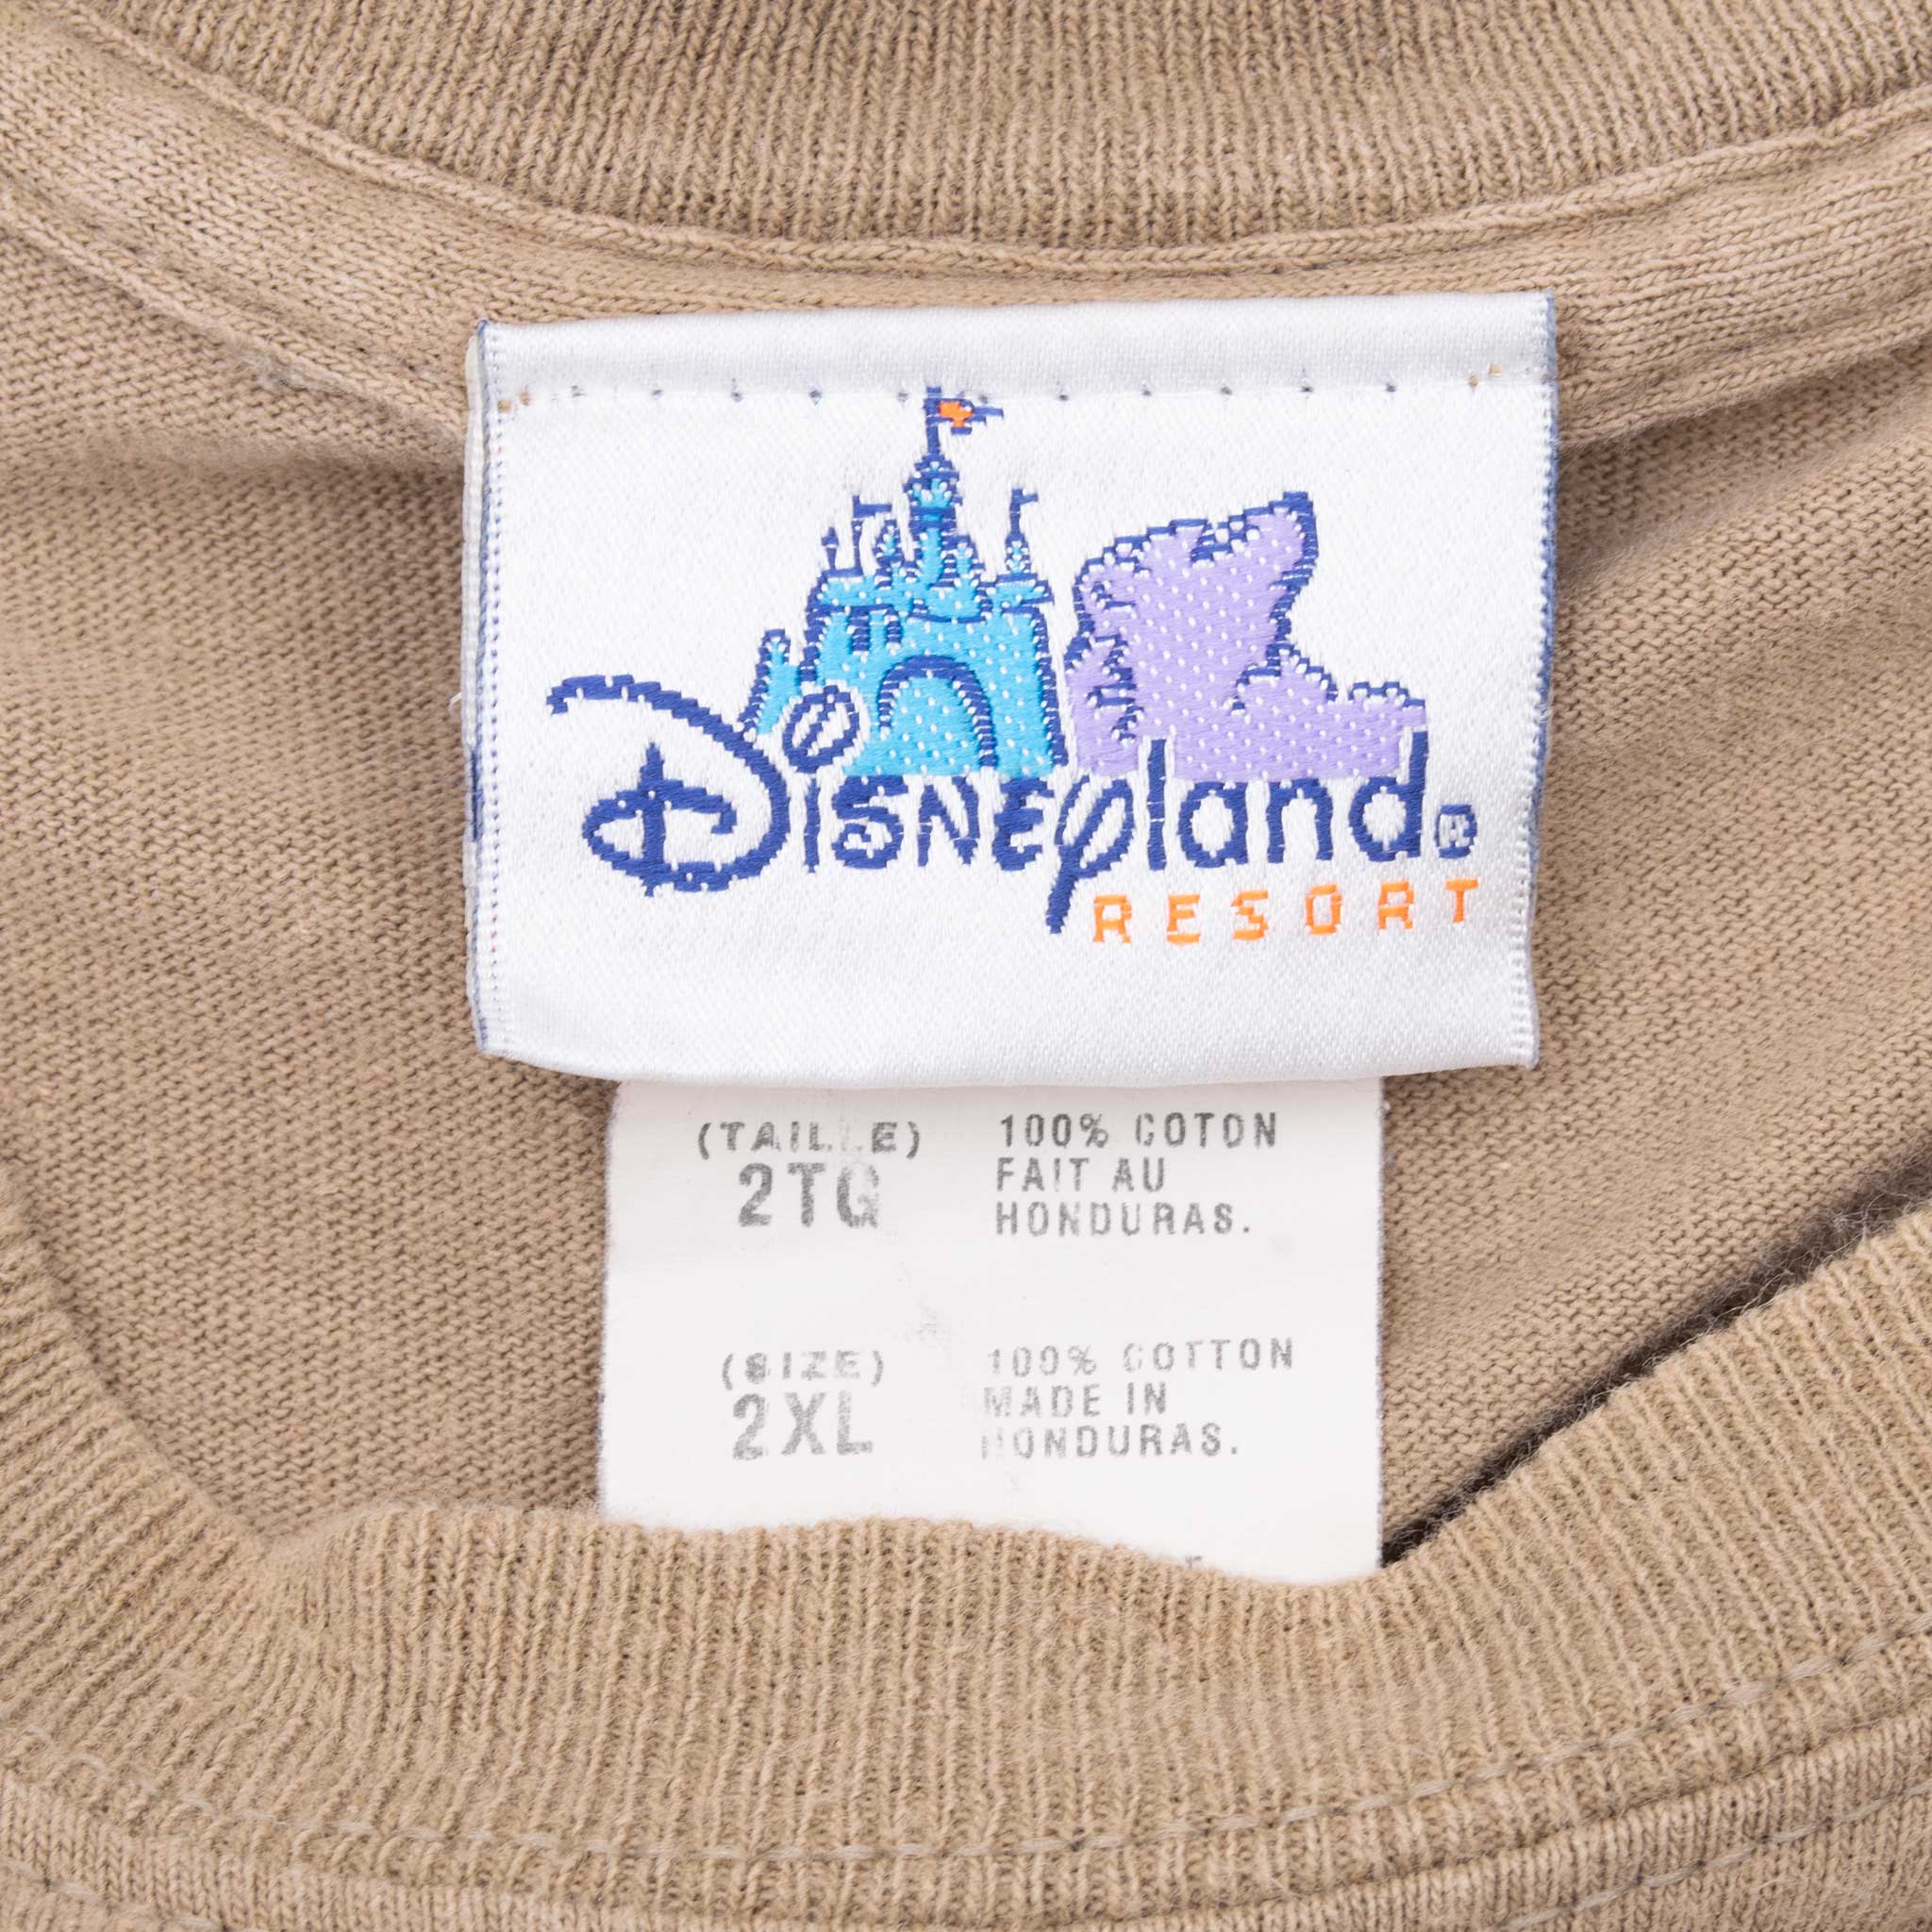 Disneyland®
RESORT
(TAILLE) 100% COTON
2TG FAIT AU
HONDURAS.
(SIZE) 100% COTTON
2XL MADE IN
HONDURAS.